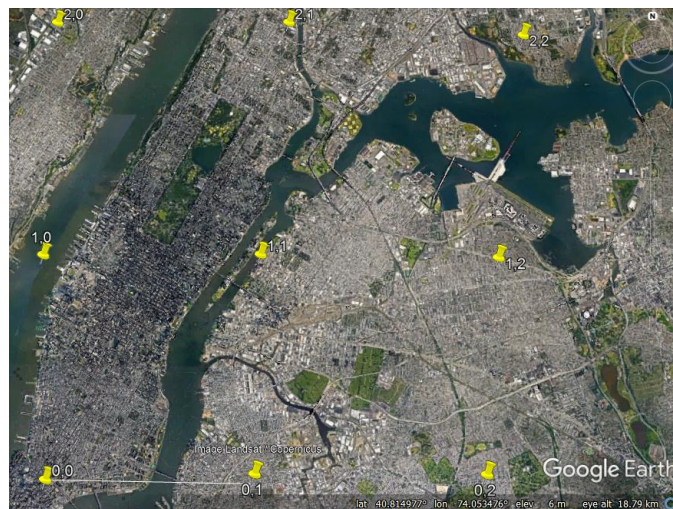 2,0
2,1
2,2
N
1,0
1,1
1,2
Image Landsat / Copernicus
0,0
0,1
0,2
Google Earth
lat 40.814977° lon 74.053476° elev 6 m eye alt 18.79 km